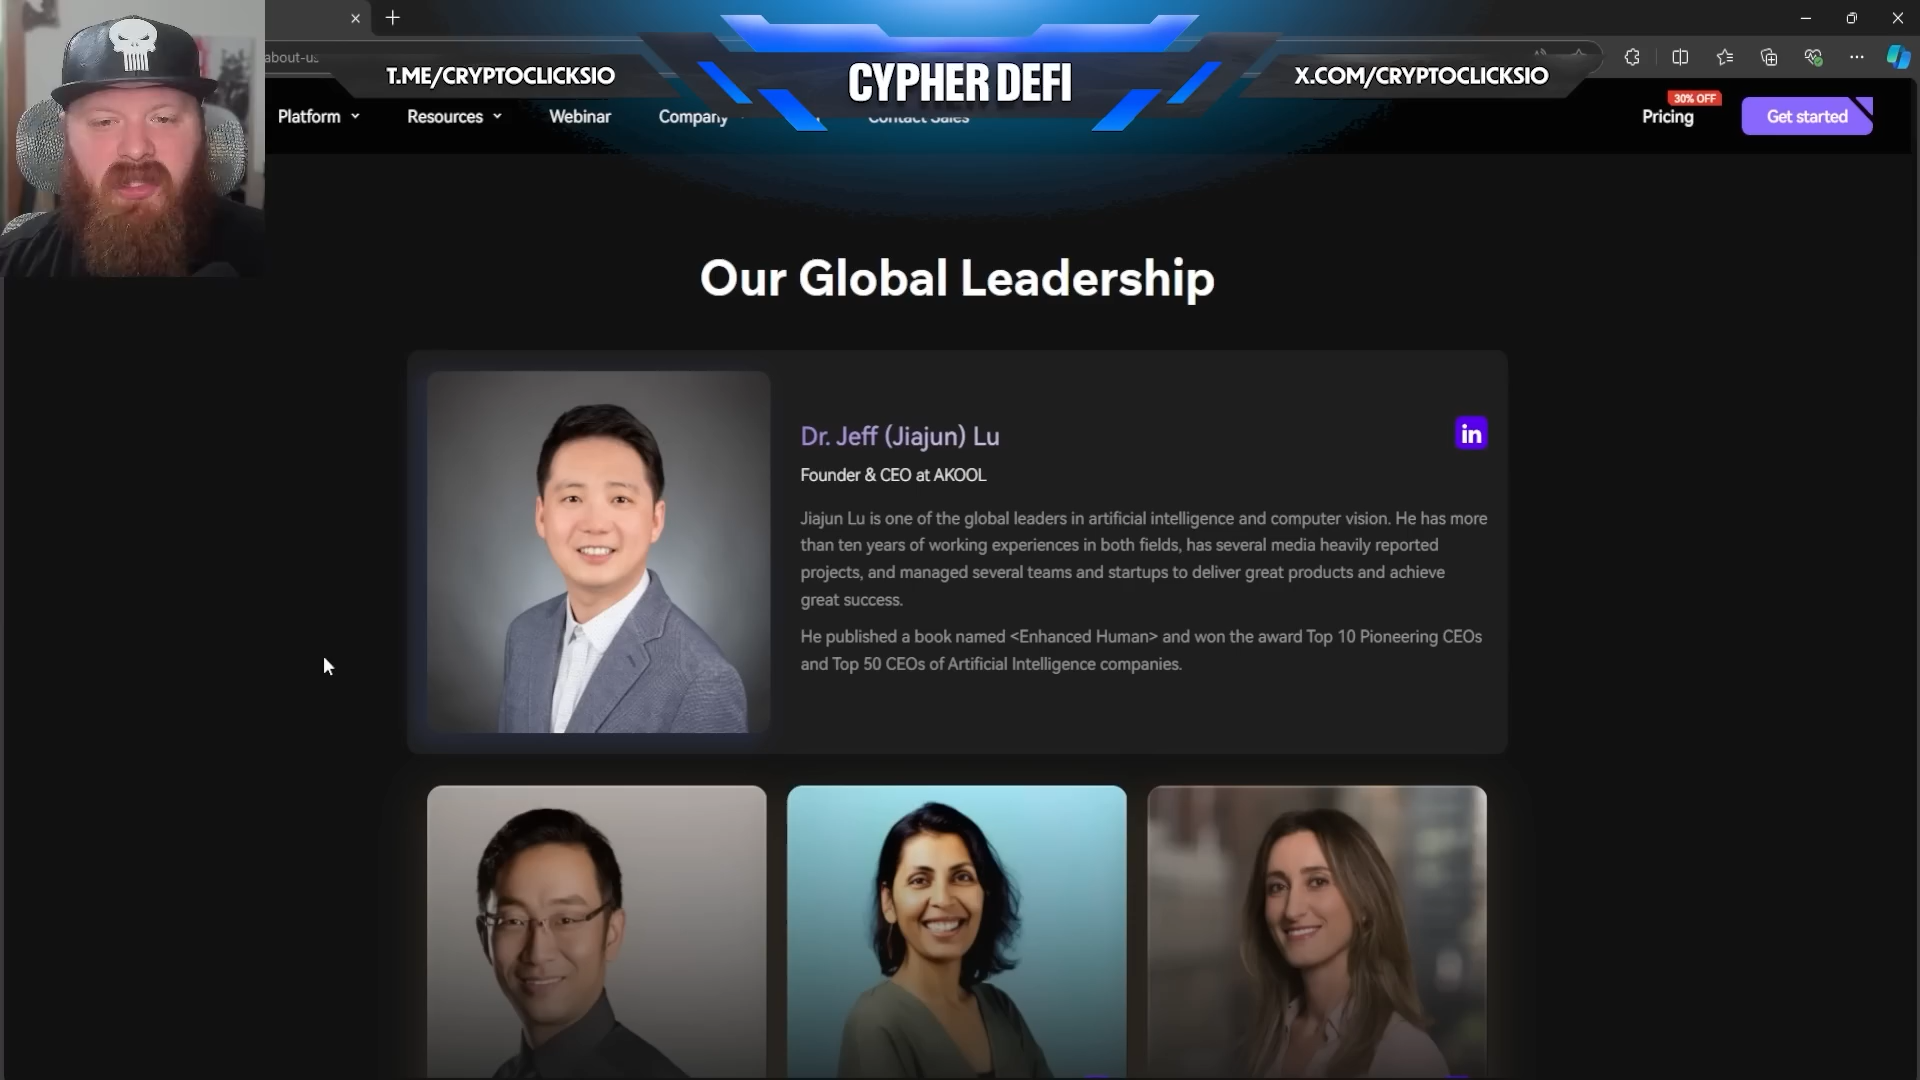 about-us
T.ME/CRYPTOCLICKSIO
CYPHER DEFI
X.COM/CRYPTOCLICKSIO
Platform
Resources
Webinar
Company
Contact Sales
30% OFF
Pricing
Get started
Our Global Leadership
Dr. Jeff (Jiajun) Lu
in
Founder & CEO at AKOOL
Jiajun Lu is one of the global leaders in artificial intelligence and computer vision. He has more
than ten years of working experiences in both fields, has several media heavily reported
projects, and managed several teams and startups to deliver great products and achieve
great success.
He published a book named <Enhanced Human> and won the award Top 10 Pioneering CEOs
and Top 50 CEOs of Artificial Intelligence companies.